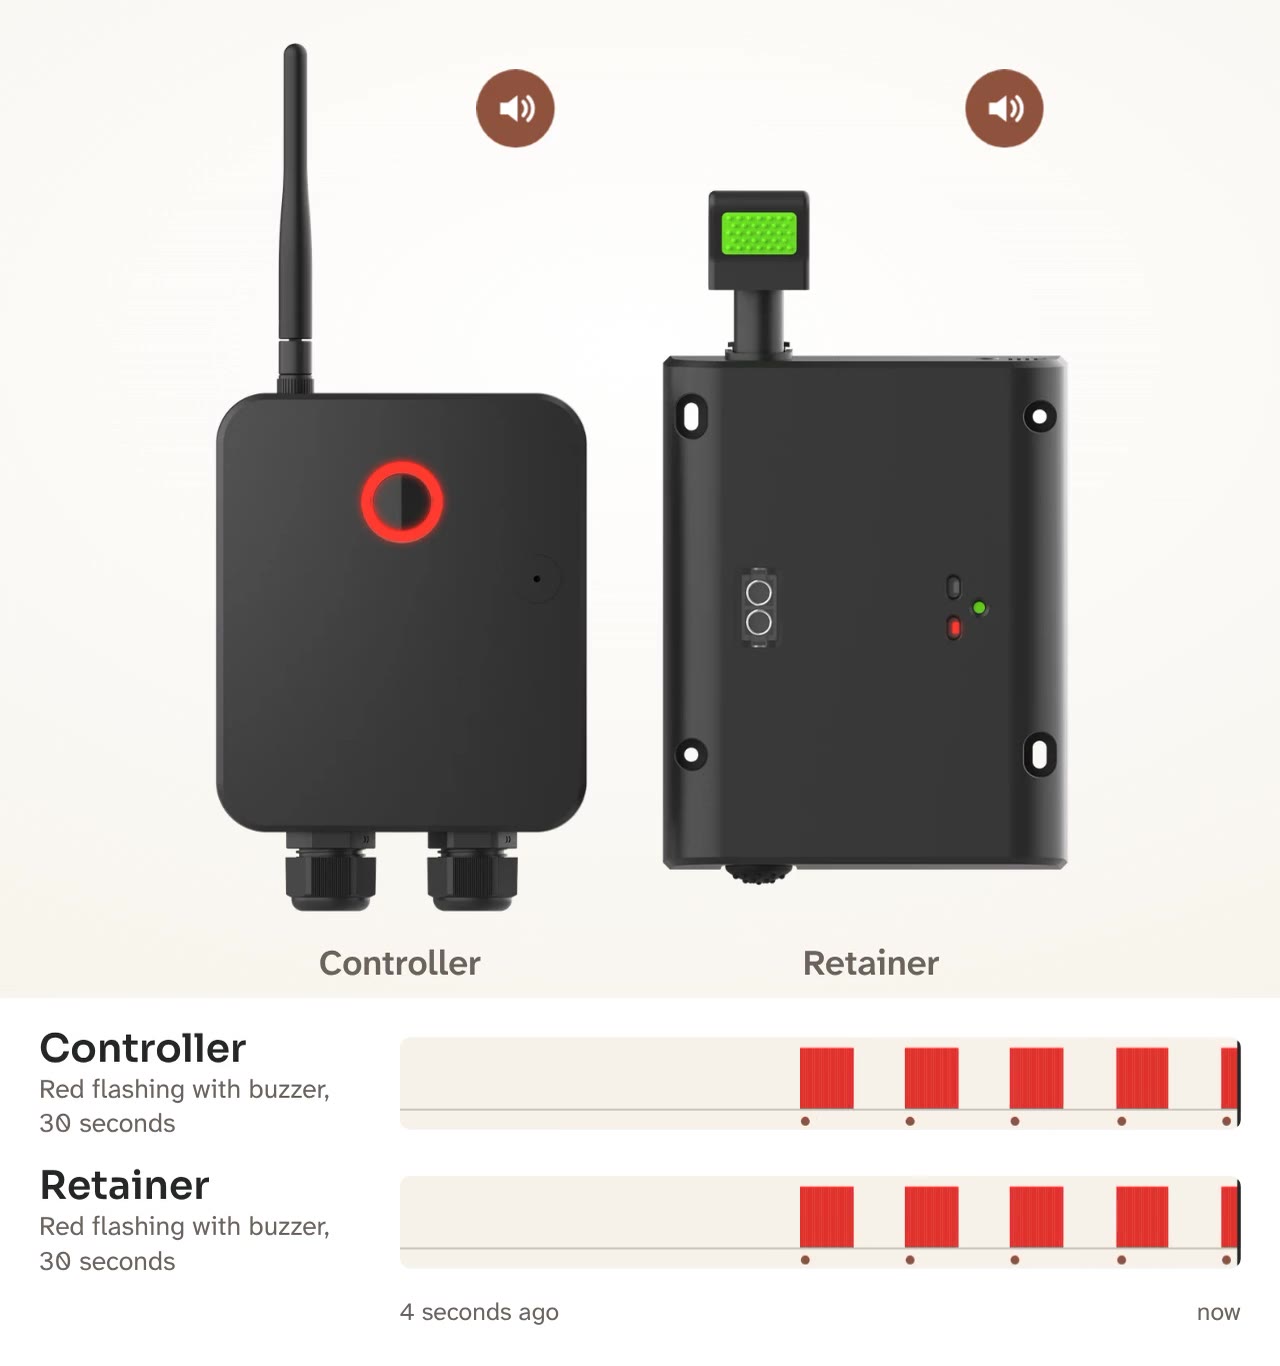 Controller
Retainer
Controller
Red flashing with buzzer,
30 seconds
Retainer
Red flashing with buzzer,
30 seconds
4 seconds ago
now